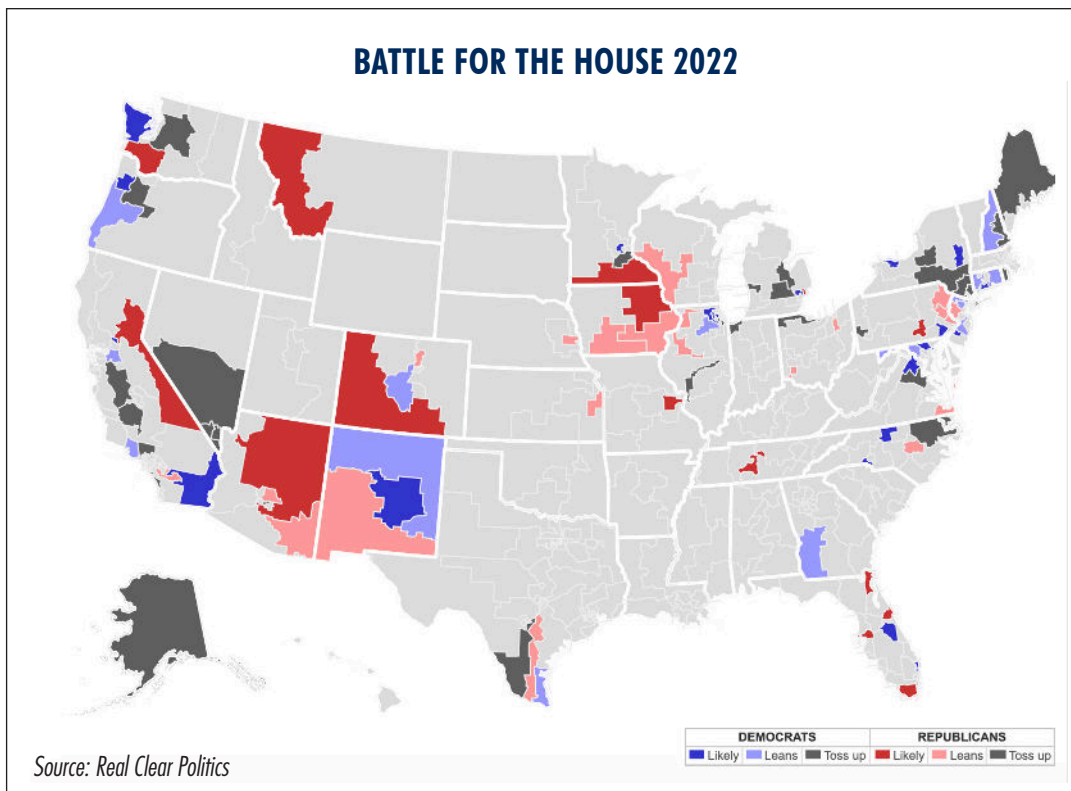 BATTLE FOR THE HOUSE 2022
DEMOCRATS REPUBLICANS
Likely Leans Toss up Likely Leans Toss up
Source: Real Clear Politics